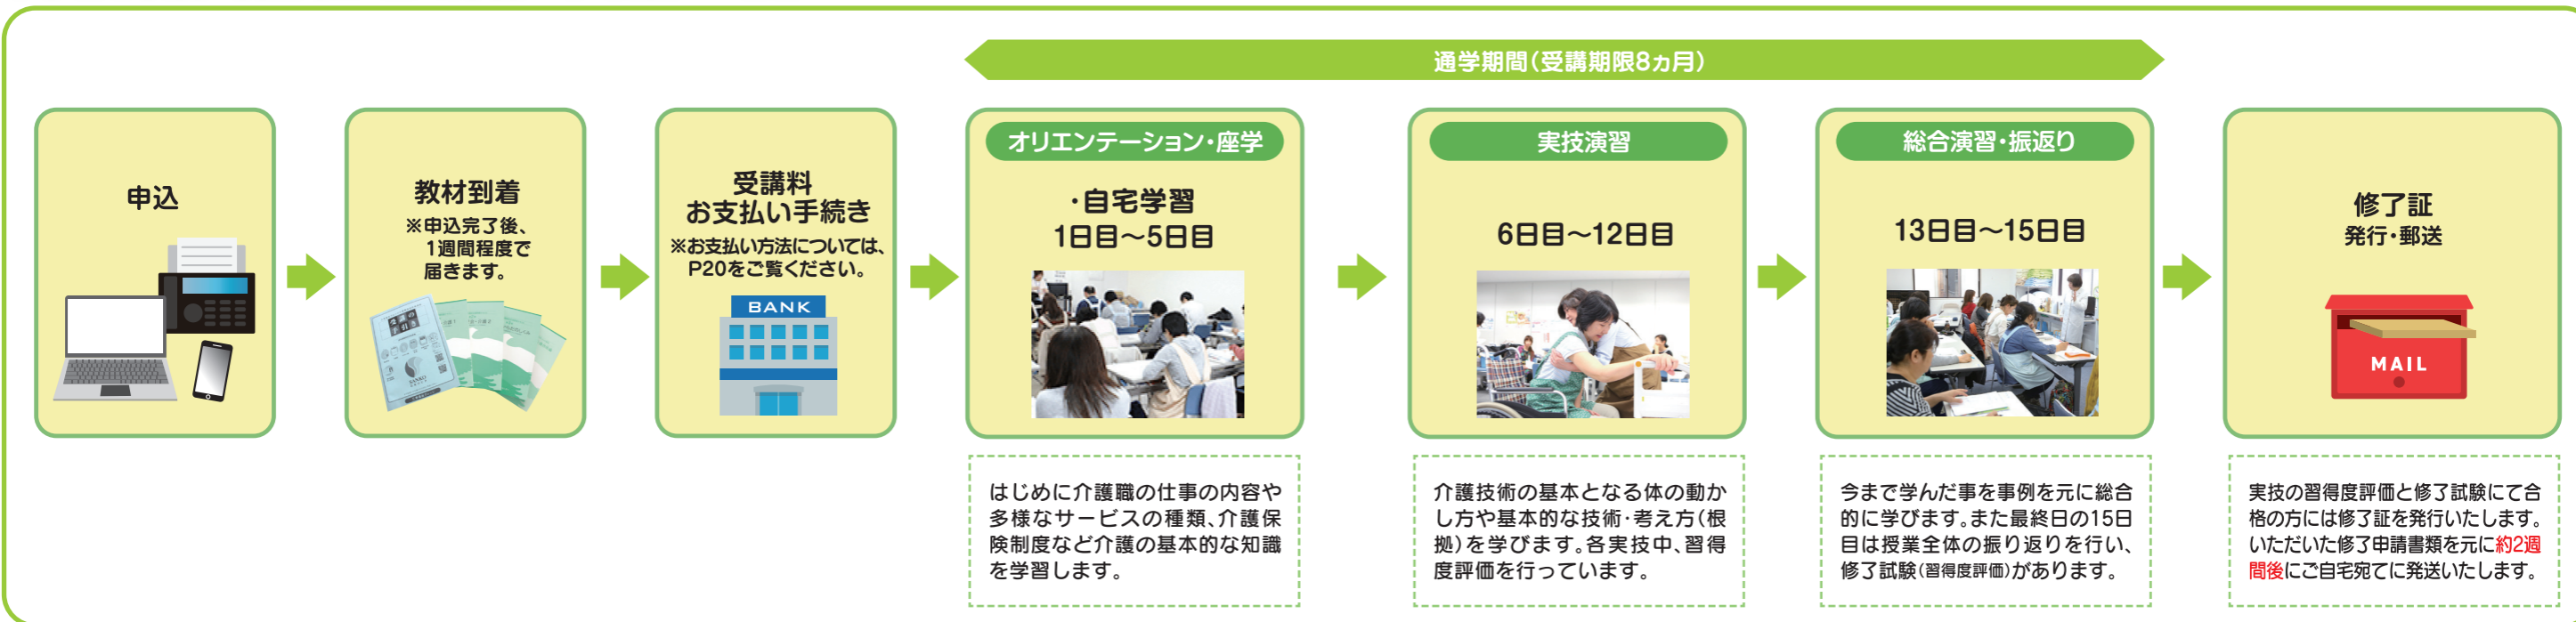 通学期間(受講期限8ヵ月)
申込
教材到着
※申込完了後、
1週間程度で
届きます。
受講の
手引き
受講料
お支払い手続き
※お支払い方法については、
P20をご覧ください。
BANK
オリエンテーション・座学
・自宅学習
1日目～5日目
はじめに介護職の仕事の内容や
多様なサービスの種類、介護保
険制度など介護の基本的な知識
を学習します。
実技演習
6日目～12日目
介護技術の基本となる体の動か
し方や基本的な技術・考え方(根
拠)を学びます。各実技中、習得
度評価を行っています。
総合演習・振返り
13日目～15日目
今まで学んだ事を事例を元に総合
的に学びます。また最終日の15日
目は授業全体の振り返りを行い、
修了試験(習得度評価)があります。
修了証
発行・郵送
MAIL
実技の習得度評価と修了試験にて合
格の方には修了証を発行いたします。
いただいた修了申請書類を元に約2週
間後にご自宅宛てに発送いたします。